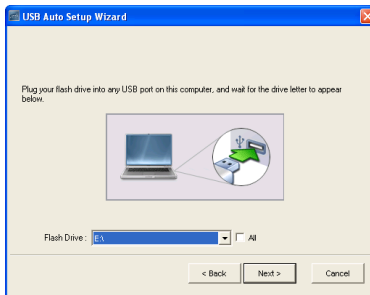 USB Auto Setup Wizard
Plug your flash drive into any USB port on this computer, and wait for the drive letter to appear
below.
Flash Drive : E:\ All
< Back Next > Cancel